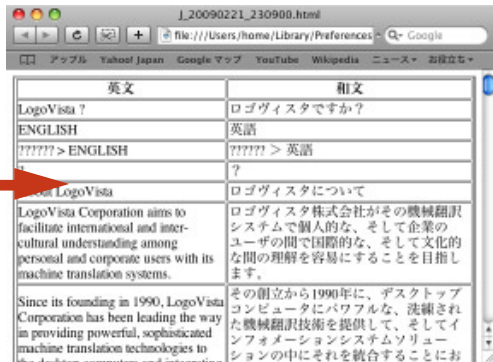 J_20090221_230900.html
file:///Users/home/Library/Preferences
Google
アップル Yahoo! Japan Google マップ YouTube Wikipedia ニュース お役立ち
英文 和文
LogoVista ? ロゴヴィスタですか？
ENGLISH 英語
?????? > ENGLISH ?????? ＞ 英語
? ？
LogoVista ロゴヴィスタについて
LogoVista Corporation aims to ロゴヴィスタ株式会社がその機械翻訳
facilitate international and inter- システムで個人的な、そして企業の
cultural understanding among ユーザの間で国際的な、そして文化的
personal and corporate users with its な間の理解を容易にすることを目指し
machine translation systems. ます。
Since its founding in 1990, LogoVista その創立から1990年に、デスクトップ
Corporation has been leading the way コンピュータにパワフルな、洗練され
in providing powerful, sophisticated た機械翻訳技術を提供して、そしてイ
machine translation technologies to ンフォメーションシステムソリュー
ションの中にそれを統合することにお